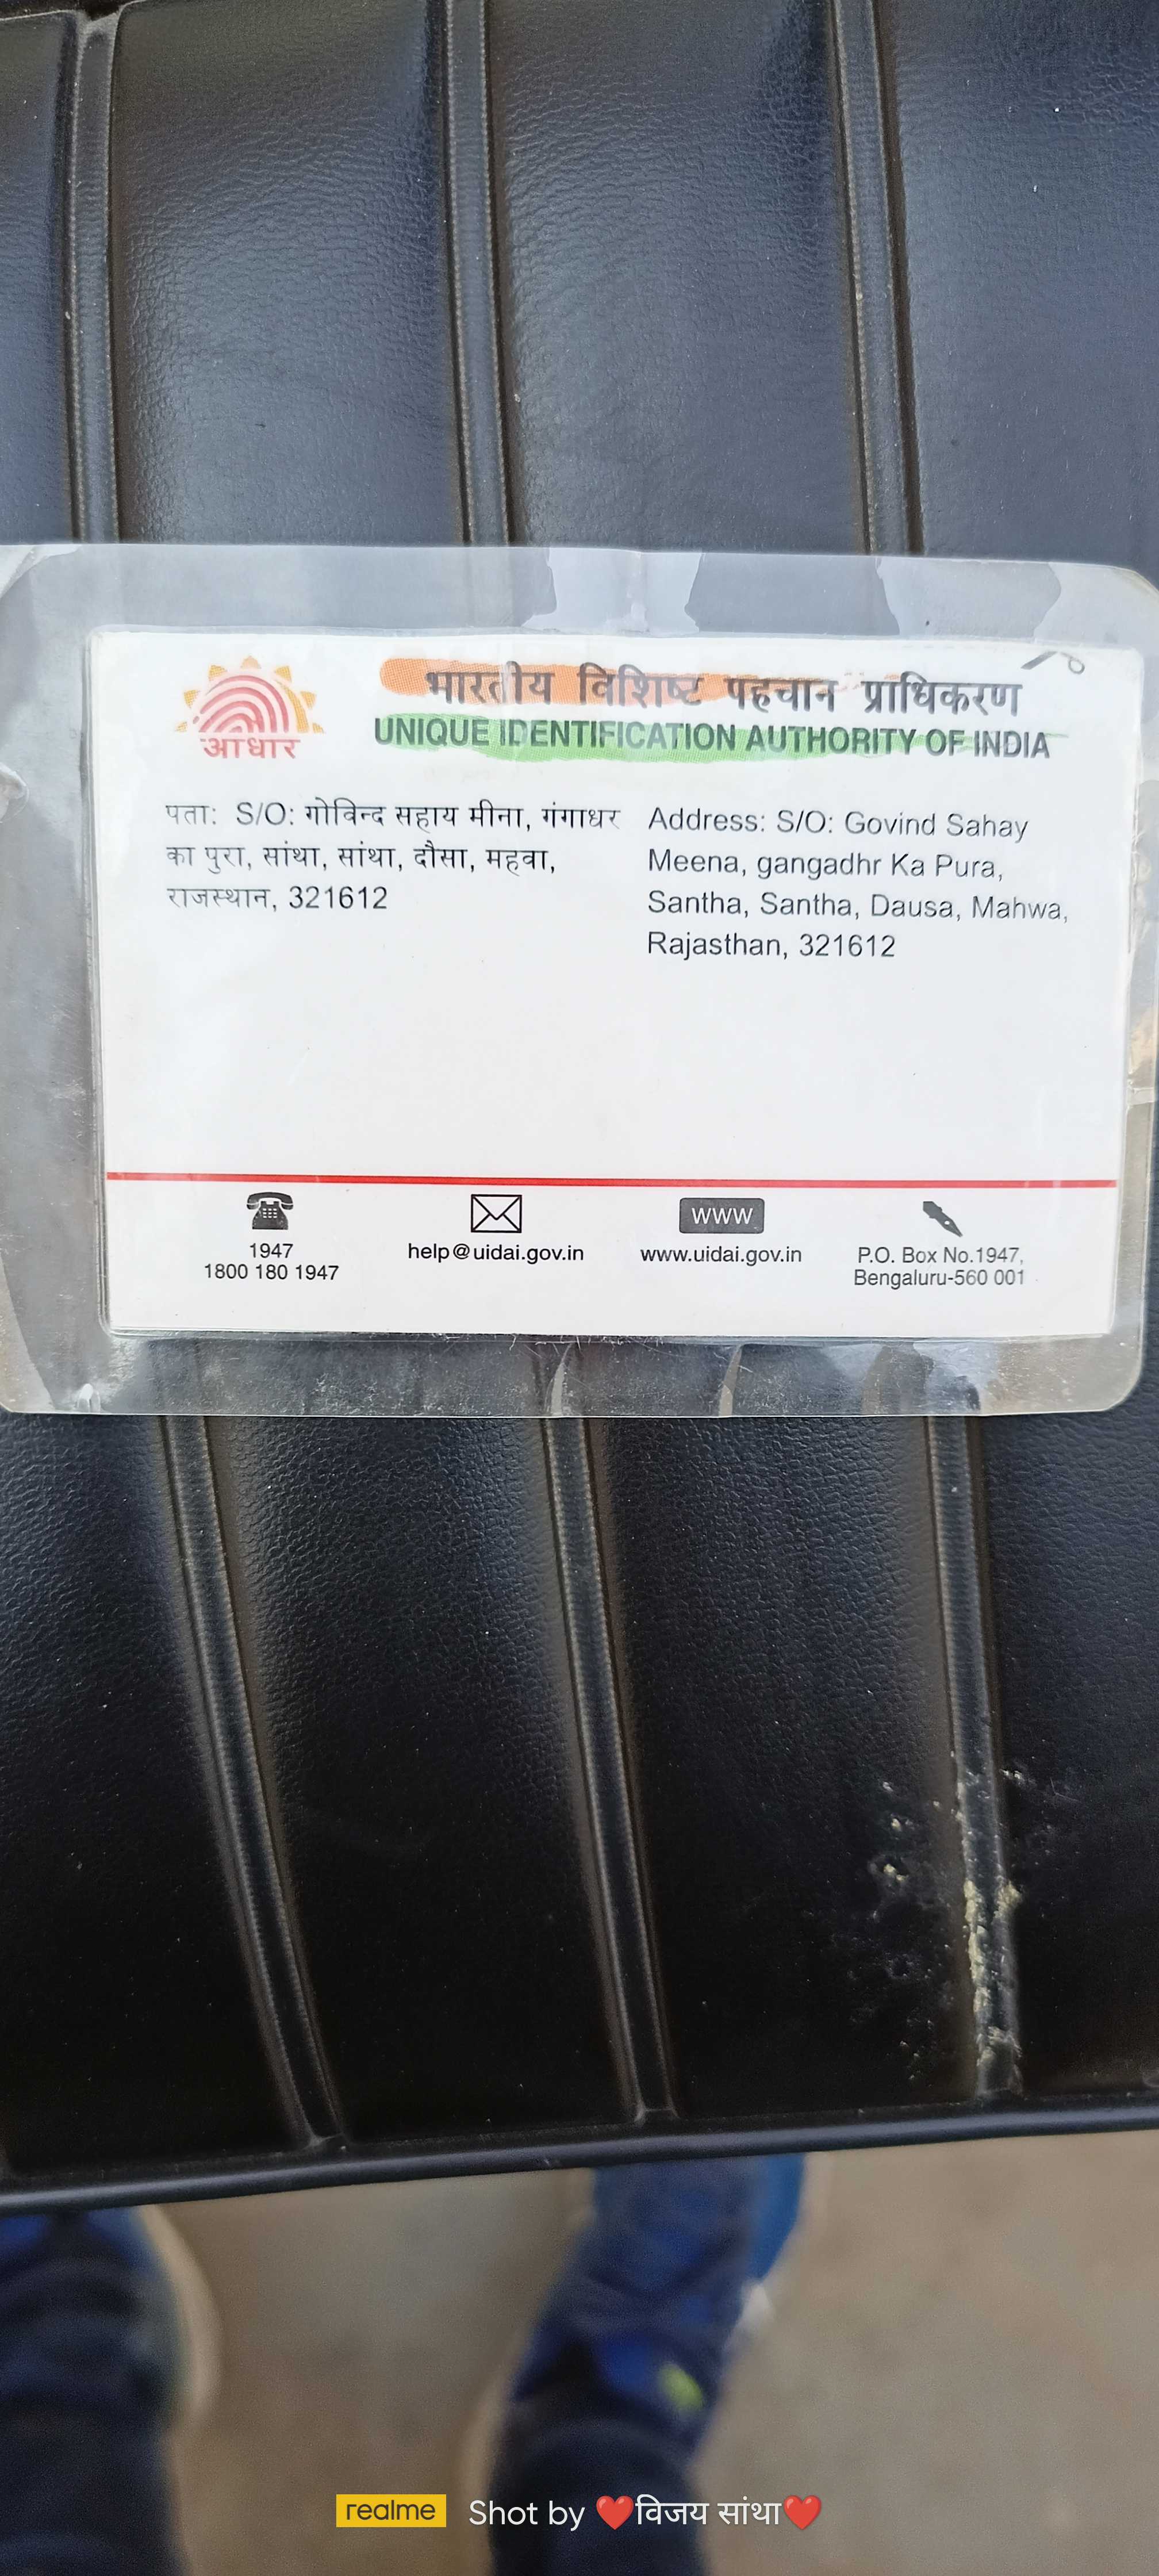 भारतीय विशिष्ट पहचान प्राधिकरण
UNIQUE IDENTIFICATION AUTHORITY OF INDIA
आधार
पता: S/O: गोविन्द सहाय मीना, गंगाधर
का पुरा, सांथा, सांथा, दौसा, महवा,
राजस्थान, 321612
Address: S/O: Govind Sahay
Meena, gangadhr Ka Pura,
Santha, Santha, Dausa, Mahwa,
Rajasthan, 321612
1947
1800 180 1947
help@uidai.gov.in
www
www.uidai.gov.in
P.O. Box No.1947,
Bengaluru-560 001
realme Shot by ❤️विजय सांथा❤️